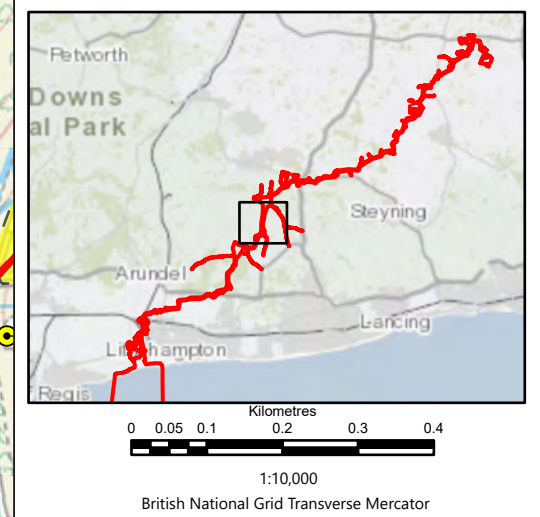 Petworth
Downs
al Park
Steyning
Arundel
Lancing
Littlehampton
Regis
Kilometres
0 0.05 0.1 0.2 0.3 0.4
1:10,000
British National Grid Transverse Mercator